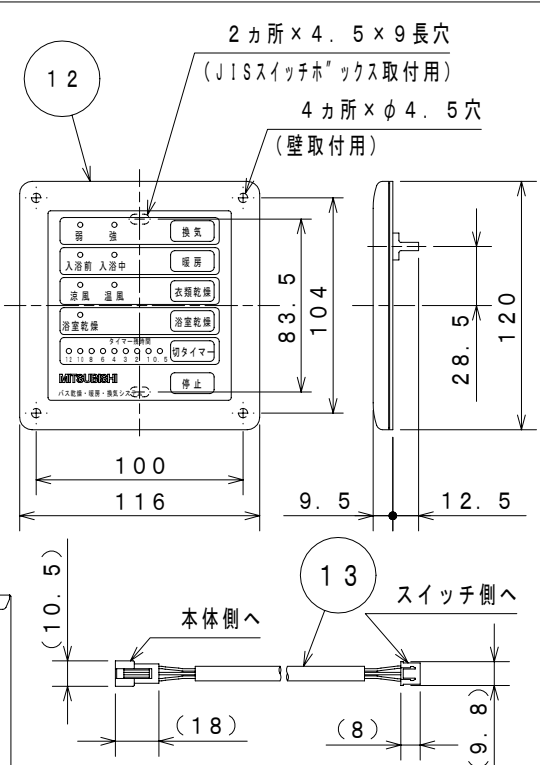 2ヵ所×4.5×9長穴
(JISスイッチボックス取付用)
12
4ヵ所×φ4.5穴
(壁取付用)
弱 強 換気
入浴前 入浴中 暖房
涼風 温風 衣類乾燥
浴室乾燥 浴室乾燥
タイマー残時間
12 10 8 6 4 3 2 1 0.5 切タイマー
MITSUBISHI
停止
バス乾燥・暖房・換気システム
83.5
104
28.5
120
100
116
9.5
12.5
13
(10.5)
本体側へ
スイッチ側へ
(18)
(8)
(9.8)